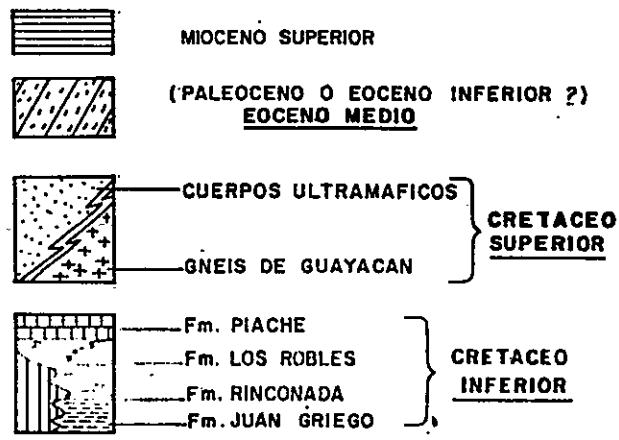 MIOCENO SUPERIOR
(PALEOCENO O EOCENO INFERIOR ?)
EOCENO MEDIO
CUERPOS ULTRAMAFICOS
CRETACEO
SUPERIOR
GNEIS DE GUAYACAN
Fm. PIACHE
Fm. LOS ROBLES
CRETACEO
INFERIOR
Fm. RINCONADA
Fm. JUAN GRIEGO